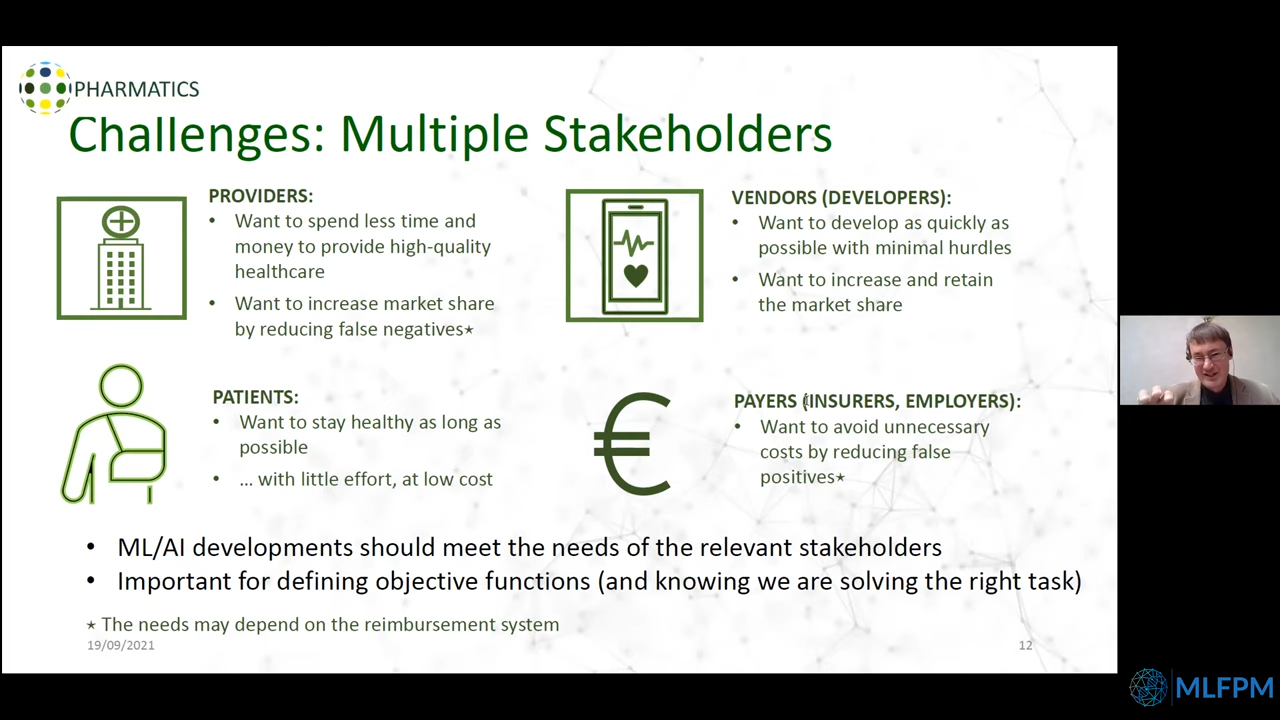 PHARMATICS
Challenges: Multiple Stakeholders
PROVIDERS:
• Want to spend less time and
money to provide high-quality
healthcare
• Want to increase market share
by reducing false negatives⋆
VENDORS (DEVELOPERS):
• Want to develop as quickly as
possible with minimal hurdles
• Want to increase and retain
the market share
PATIENTS:
• Want to stay healthy as long as
possible
• ... with little effort, at low cost
€
PAYERS (INSURERS, EMPLOYERS):
• Want to avoid unnecessary
costs by reducing false
positives⋆
• ML/AI developments should meet the needs of the relevant stakeholders
• Important for defining objective functions (and knowing we are solving the right task)
⋆ The needs may depend on the reimbursement system
19/09/2021
12
MLFPM